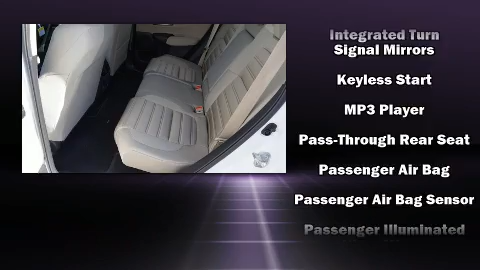 Integrated Turn
Signal Mirrors
Keyless Start
MP3 Player
Pass-Through Rear Seat
Passenger Air Bag
Passenger Air Bag Sensor
Passenger Illuminated